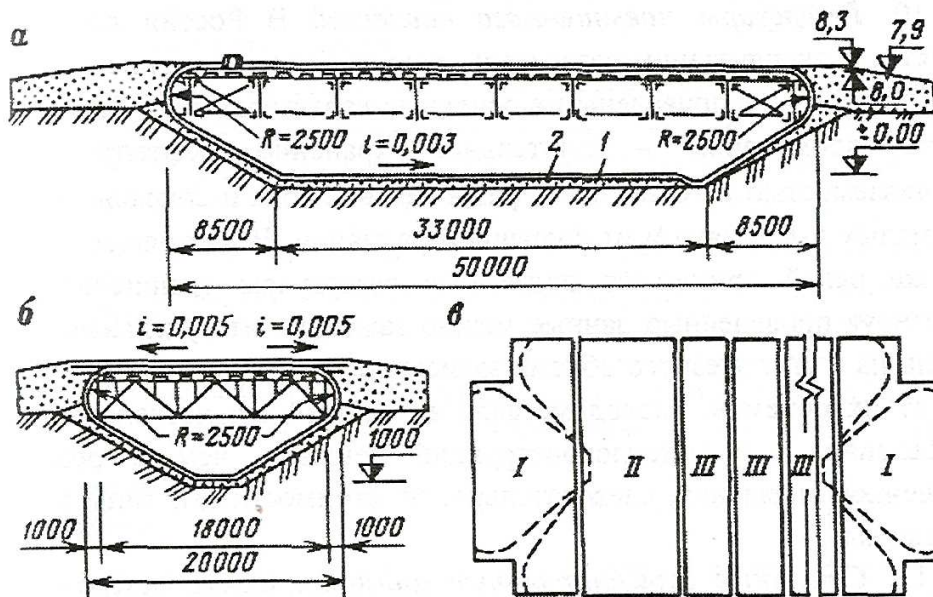 а
8,3
7,9
8,0
± 0,00
R=2500
i=0,003
2
1
R=2500
8500
33000
8500
50000
б
i=0,005
i=0,005
в
R=2500
1000
1000
18000
1000
20000
I
II
III
III
III
I